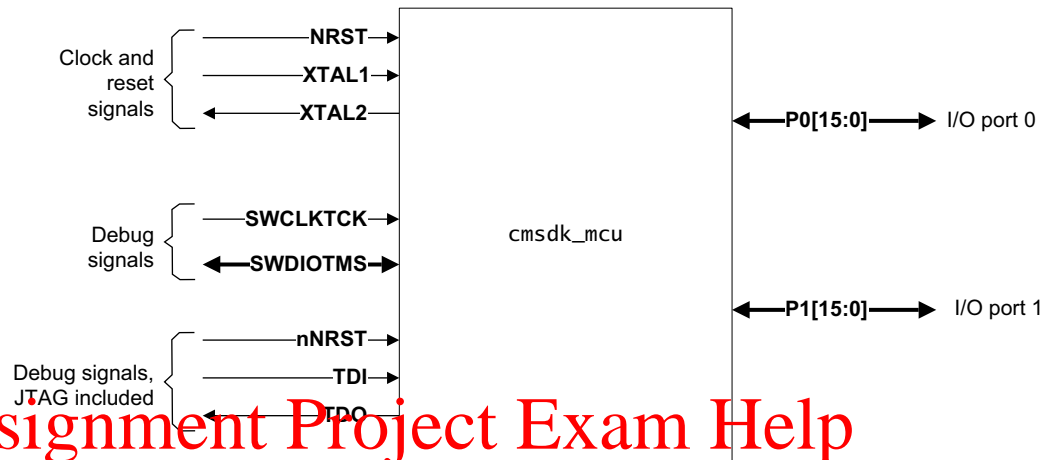 Clock and
reset
signals
NRST
XTAL1
XTAL2
Debug
signals
SWCLKTCK
SWDIOTMS
Debug signals,
JTAG included
nNRST
TDI
TDO
cmsdk_mcu
P0[15:0]
I/O port 0
P1[15:0]
I/O port 1
signment Project Exam Help